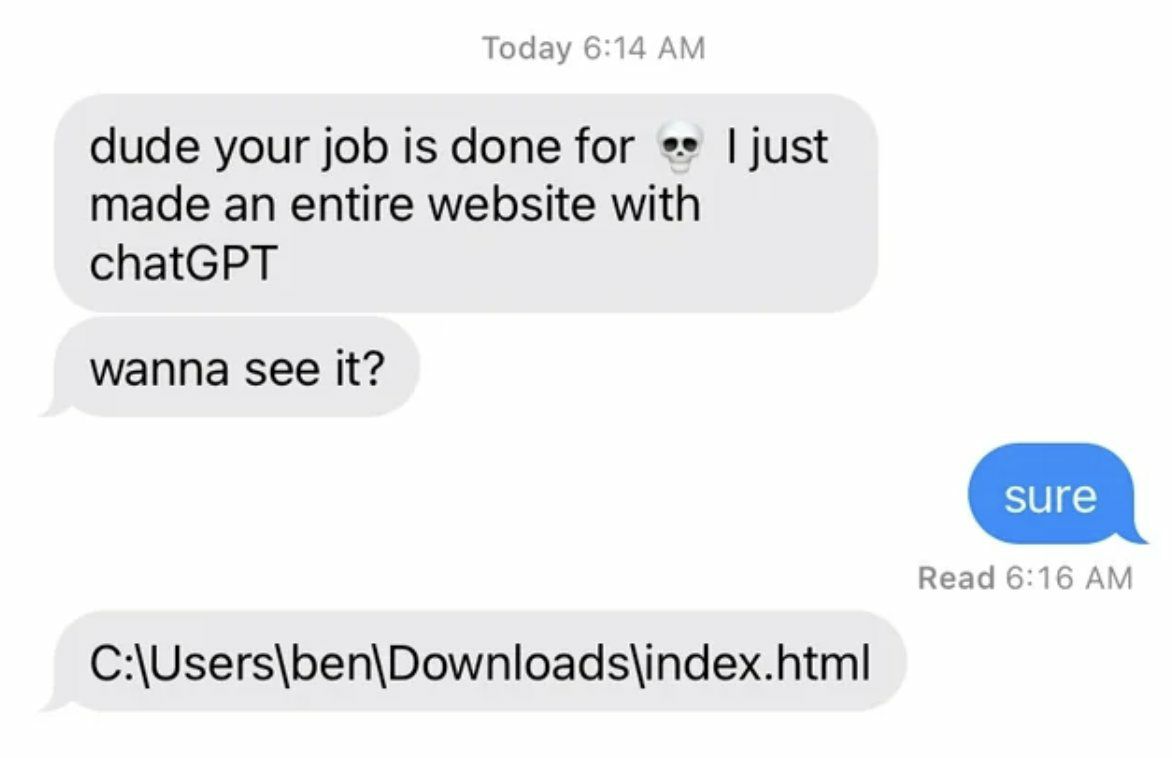 Today 6:14 AM
dude your job is done for 💀 I just
made an entire website with
chatGPT
wanna see it?
sure
Read 6:16 AM
C:\Users\ben\Downloads\index.html